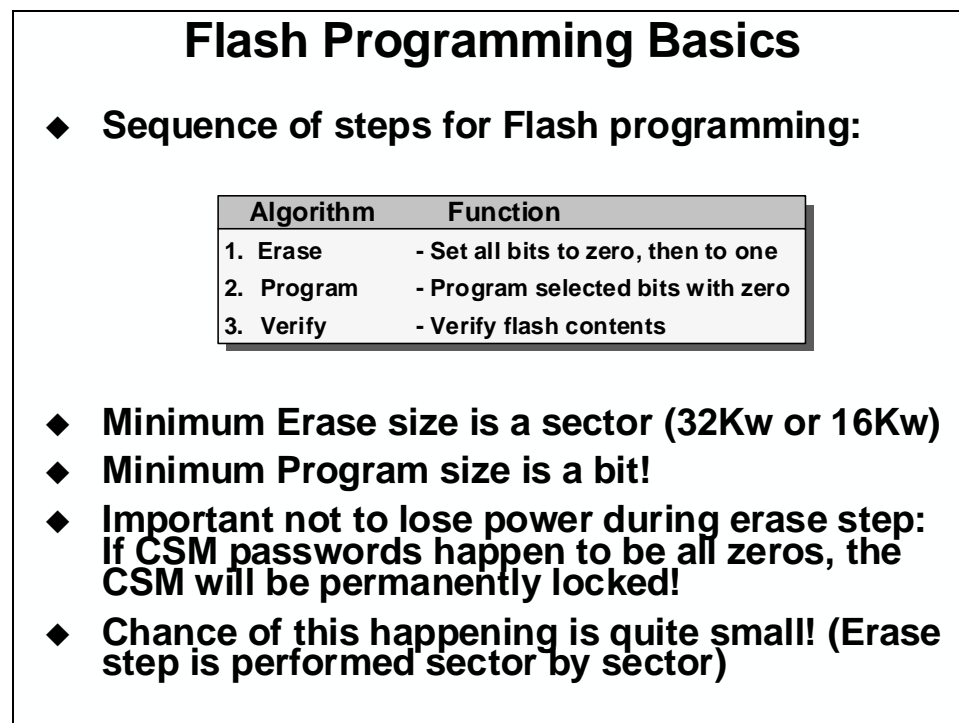 Flash Programming Basics
◆ Sequence of steps for Flash programming:
Algorithm Function
1. Erase - Set all bits to zero, then to one
2. Program - Program selected bits with zero
3. Verify - Verify flash contents
◆ Minimum Erase size is a sector (32Kw or 16Kw)
◆ Minimum Program size is a bit!
◆ Important not to lose power during erase step:
If CSM passwords happen to be all zeros, the
CSM will be permanently locked!
◆ Chance of this happening is quite small! (Erase
step is performed sector by sector)